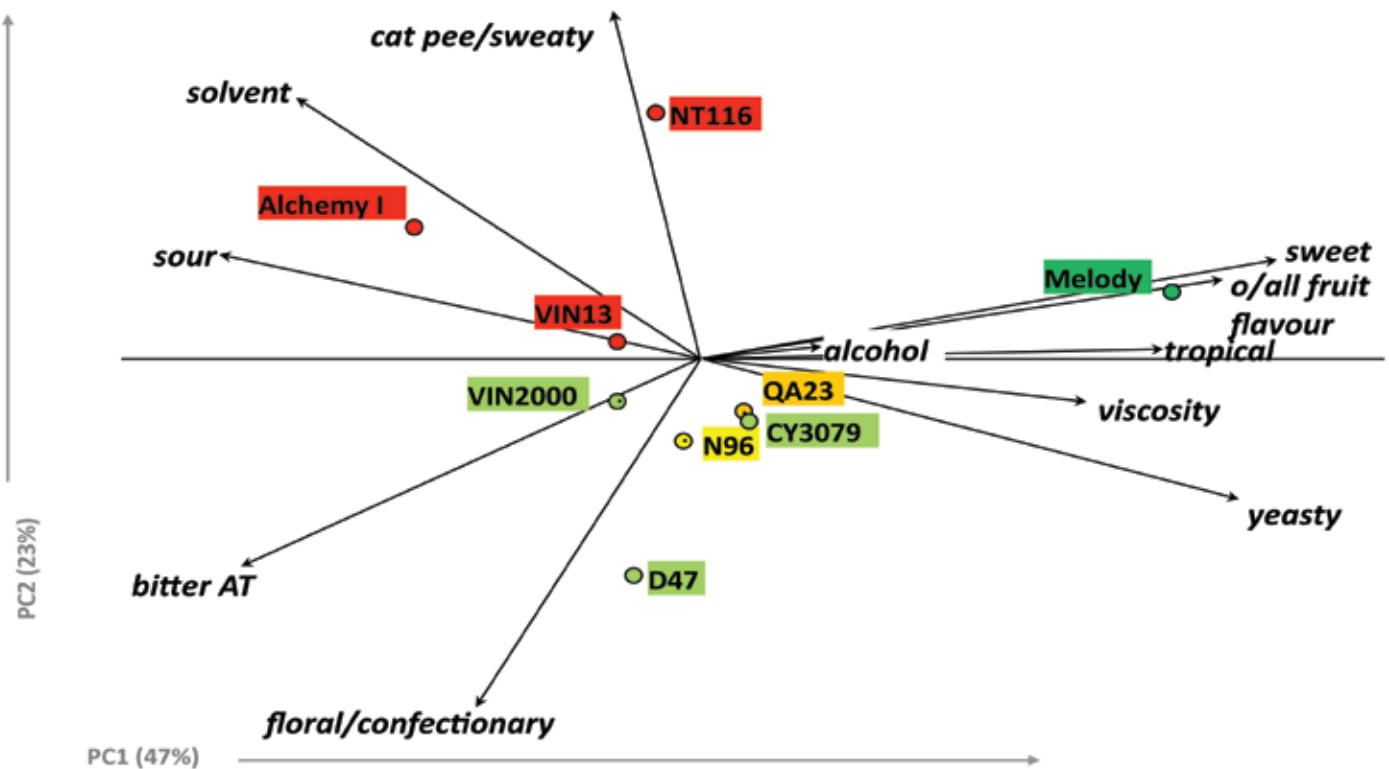 cat pee/sweaty
solvent
NT116
Alchemy I
sour
sweet
Melody
o/all fruit
flavour
VIN13
alcohol
tropical
QA23
VIN2000
viscosity
CY3079
N96
yeasty
PC2 (23%)
bitter AT
D47
floral/confectionary
PC1 (47%)